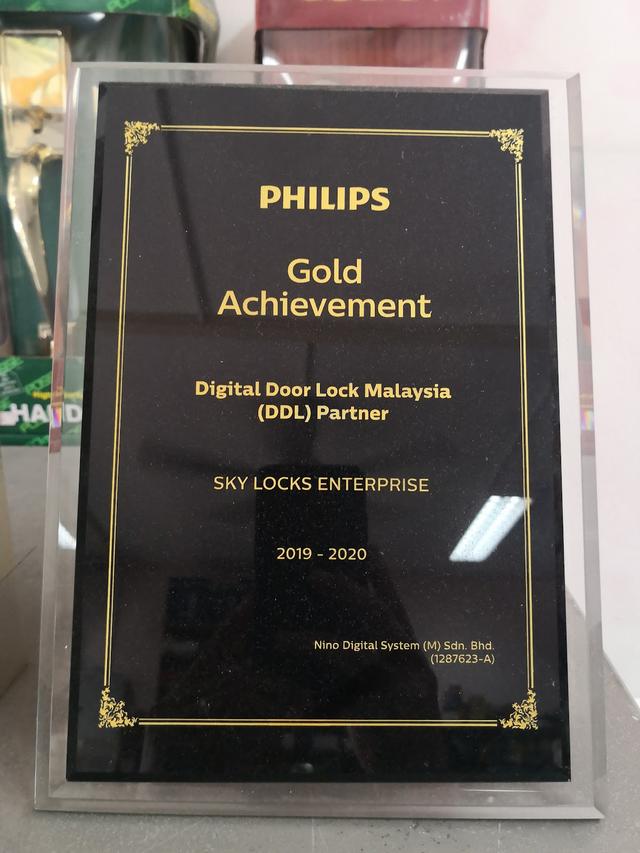 PHILIPS
Gold
Achievement
Digital Door Lock Malaysia
(DDL) Partner
SKY LOCKS ENTERPRISE
2019 - 2020
Nino Digital System (M) Sdn. Bhd.
(1287623-A)